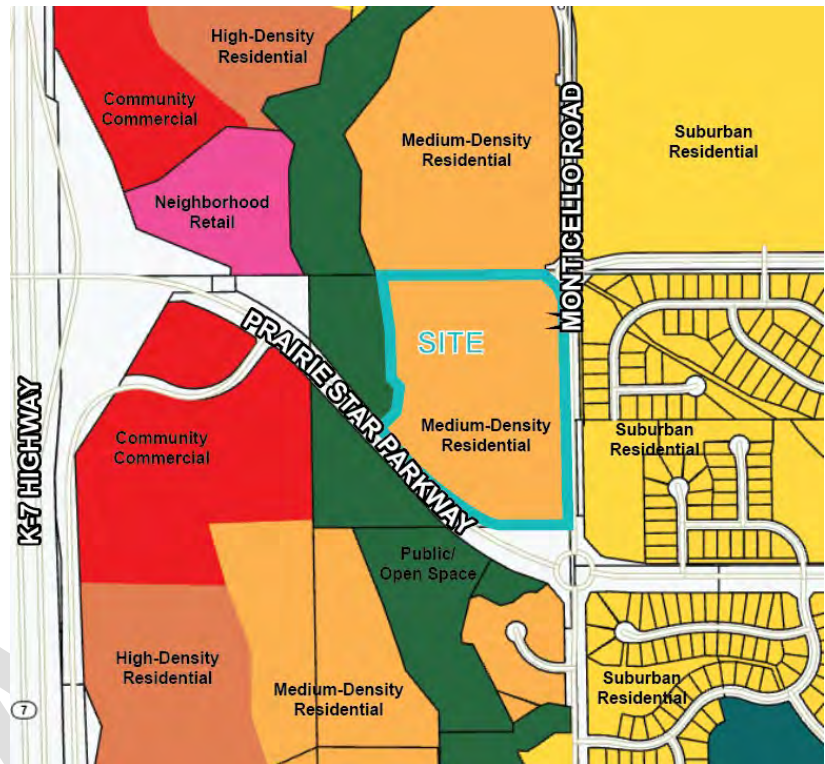 High-Density
Residential
Community
Commercial
Medium-Density
Residential
Suburban
Residential
MONTICELLO ROAD
Neighborhood
Retail
SITE
PRAIRIE STAR PARKWAY
K-7 HIGHWAY
Community
Commercial
Medium-Density
Residential
Suburban
Residential
Public/
Open Space
High-Density
Residential
Medium-Density
Residential
Suburban
Residential
7